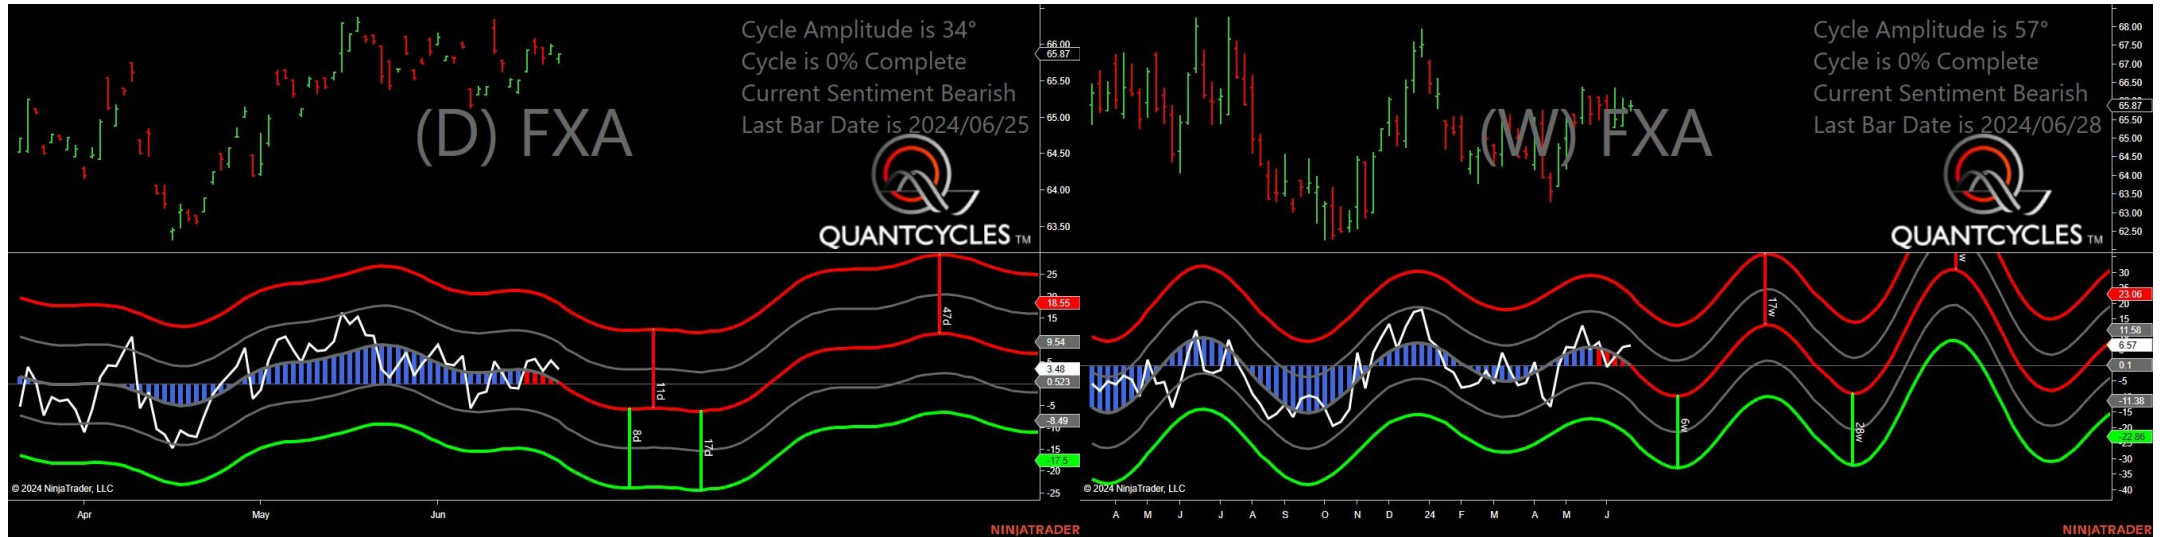 Cycle Amplitude is 34°
Cycle is 0% Complete
Current Sentiment Bearish
Last Bar Date is 2024/06/25
(D) FXA
QUANTCYCLES TM
66.00
65.87
65.50
65.00
64.50
64.00
63.50
25
18.55
15
9.54
3.48
0.523
-5
-8.49
-10
-15
-17.5
-20
-25
11d
47d
8d
17d
© 2024 NinjaTrader, LLC
Apr May Jun
NINJATRADER
Cycle Amplitude is 57°
Cycle is 0% Complete
Current Sentiment Bearish
Last Bar Date is 2024/06/28
(W) FXA
QUANTCYCLES TM
68.00
67.50
67.00
66.50
65.87
65.50
65.00
64.50
64.00
63.50
63.00
62.50
30
23.06
15
11.58
6.57
0.1
-5
-11.38
-15
-22.86
-30
-35
-40
17w
w
6w
28w
© 2024 NinjaTrader, LLC
A M J J A S O N D 24 F M A M J
NINJATRADER